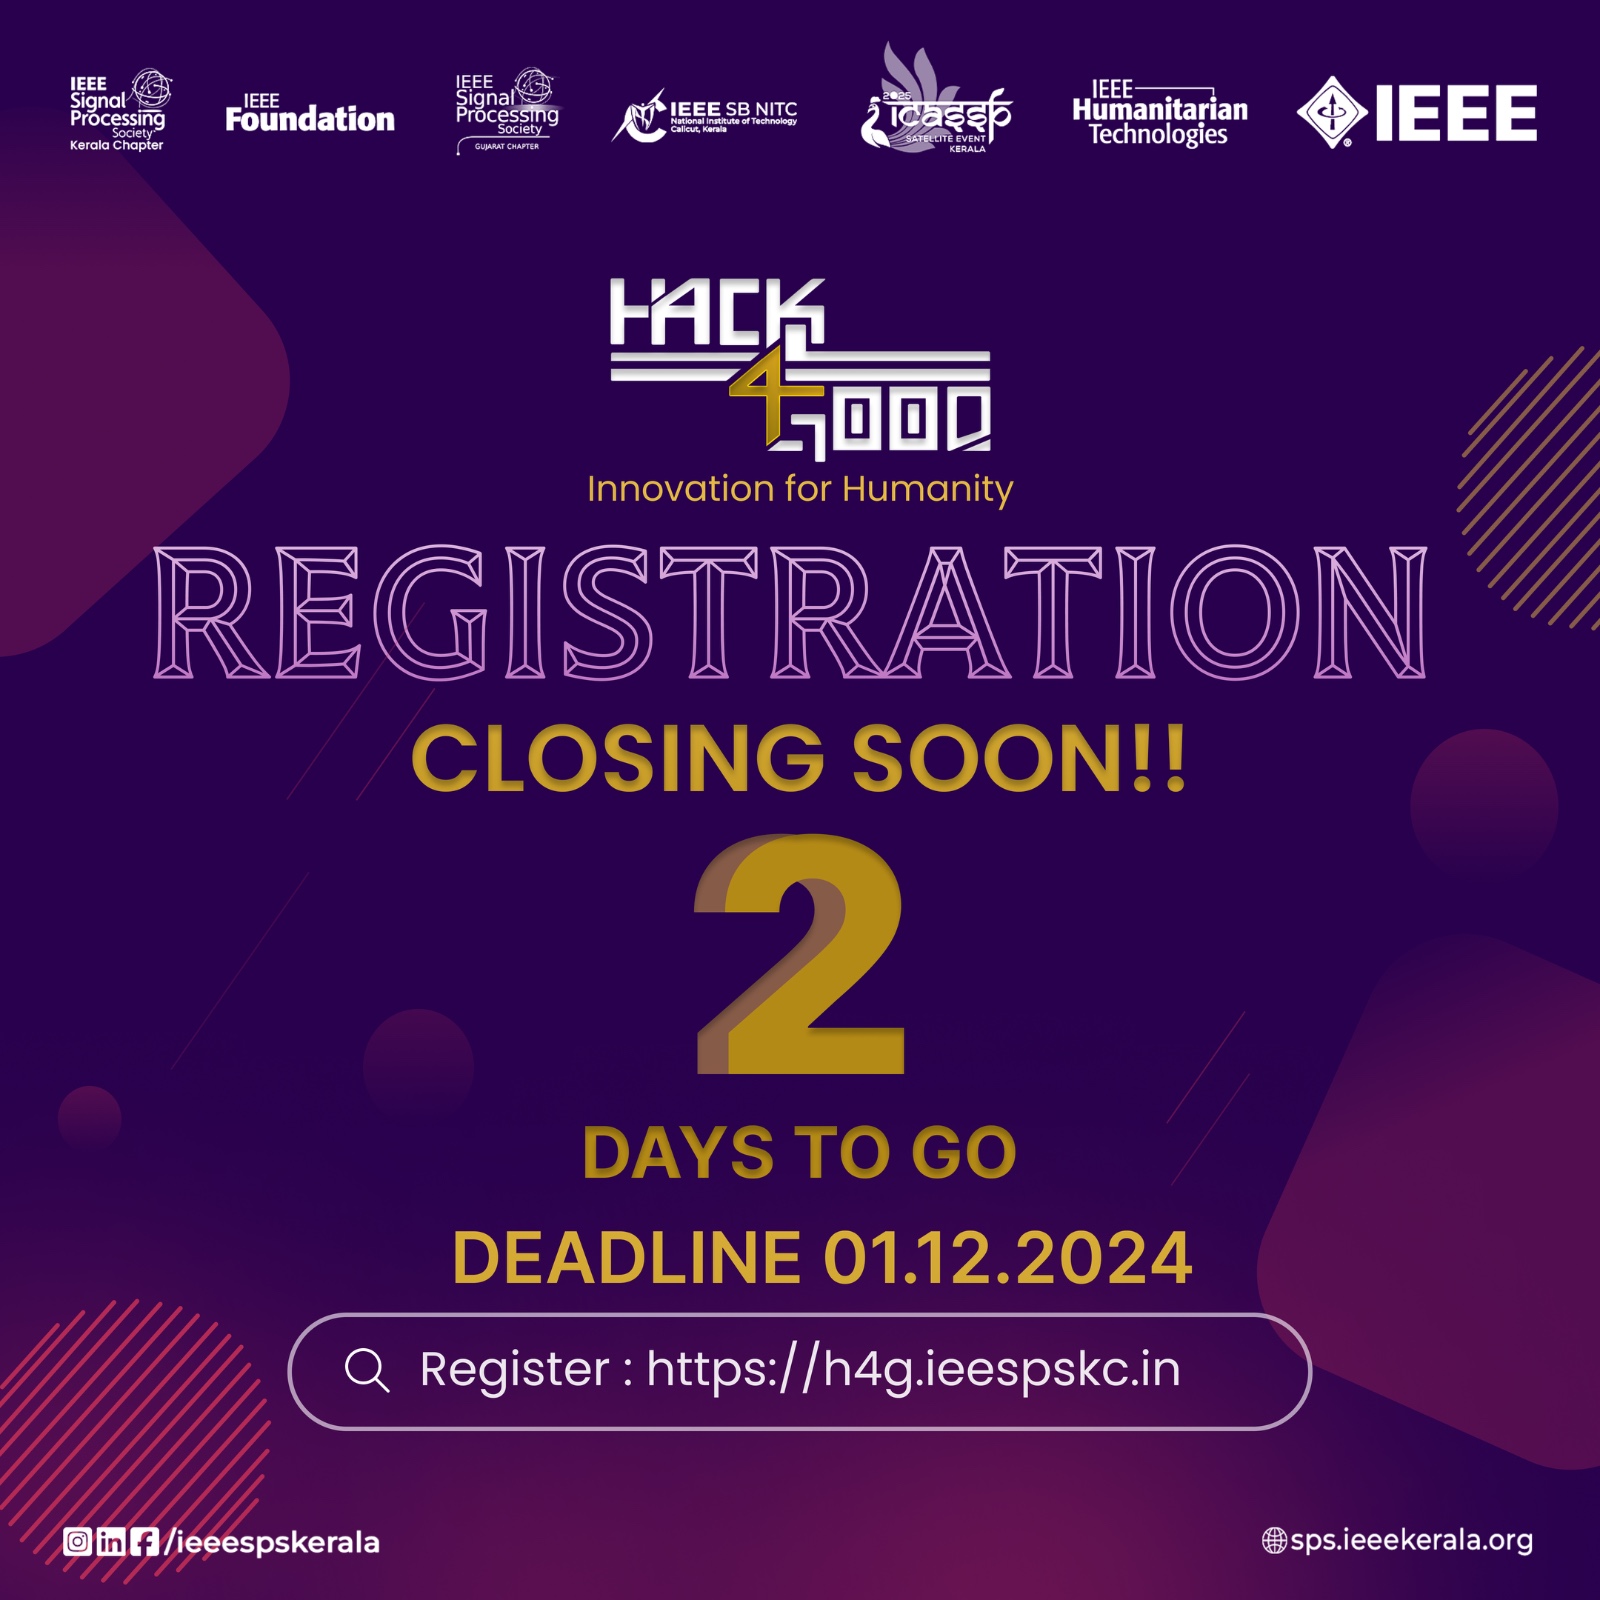 IEEE
Signal
Processing
Society
Kerala Chapter
IEEE
Foundation
IEEE
Signal
Processing
Society
GUJARAT CHAPTER
IEEE SB NITC
National Institute of Technology
Calicut, Kerala
2025
icassp
SATELLITE EVENT
KERALA
IEEE
Humanitarian
Technologies
IEEE
HACK
4
GOOD
Innovation for Humanity
REGISTRATION
CLOSING SOON!!
2
DAYS TO GO
DEADLINE 01.12.2024
Register : https://h4g.ieespskc.in
/ieeespskerala
sps.ieeekerala.org